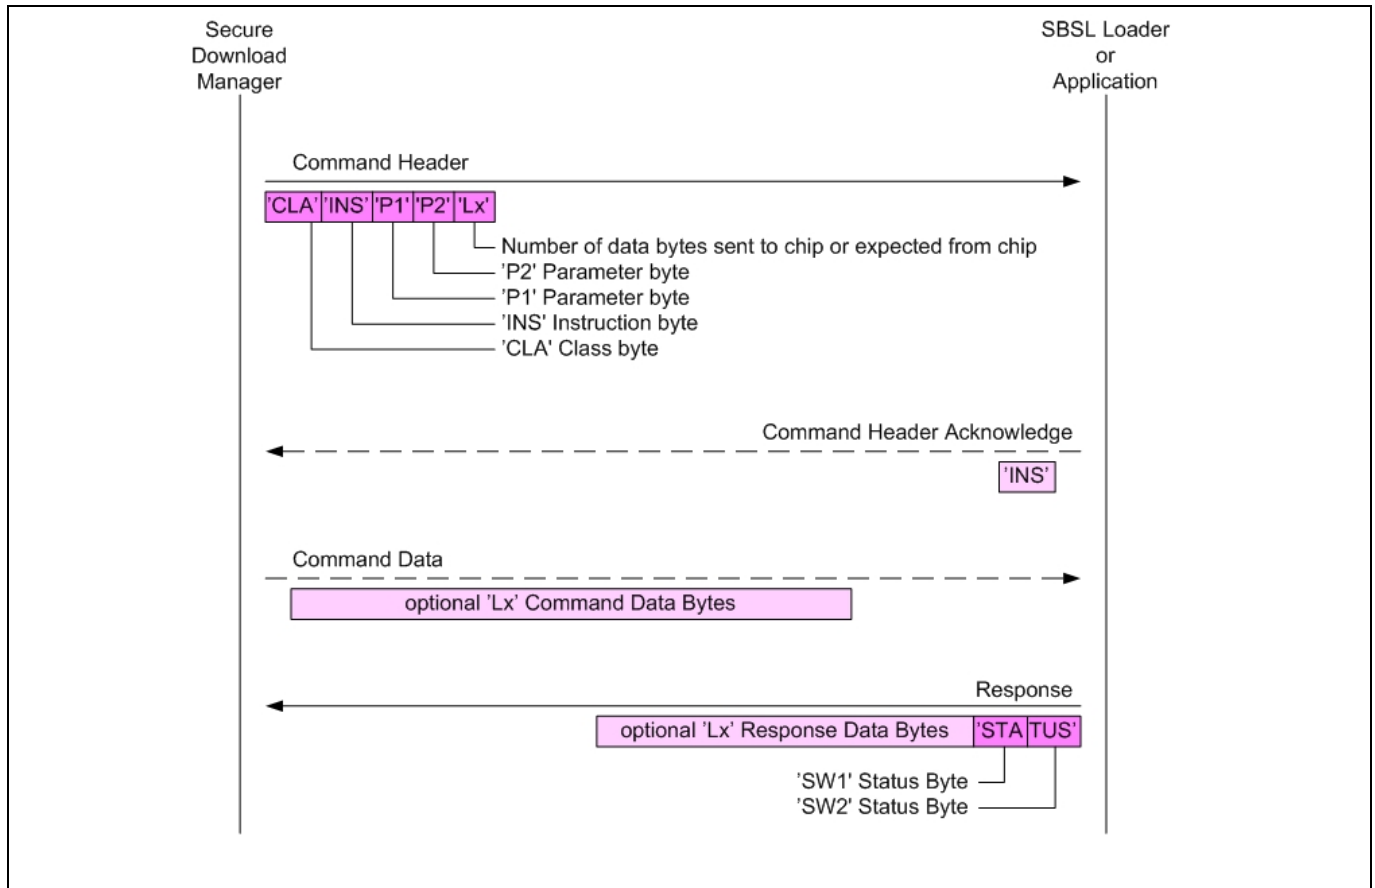 Secure
Download
Manager
SBSL Loader
or
Application
Command Header
’CLA’ ’INS’ 'P1' 'P2' 'Lx'
Number of data bytes sent to chip or expected from chip
’P2' Parameter byte
’P1' Parameter byte
’INS’ Instruction byte
’CLA’ Class byte
Command Header Acknowledge
’INS’
Command Data
optional ’Lx’ Command Data Bytes
Response
optional ’Lx’ Response Data Bytes ’STA TUS’
’SW1' Status Byte
’SW2' Status Byte